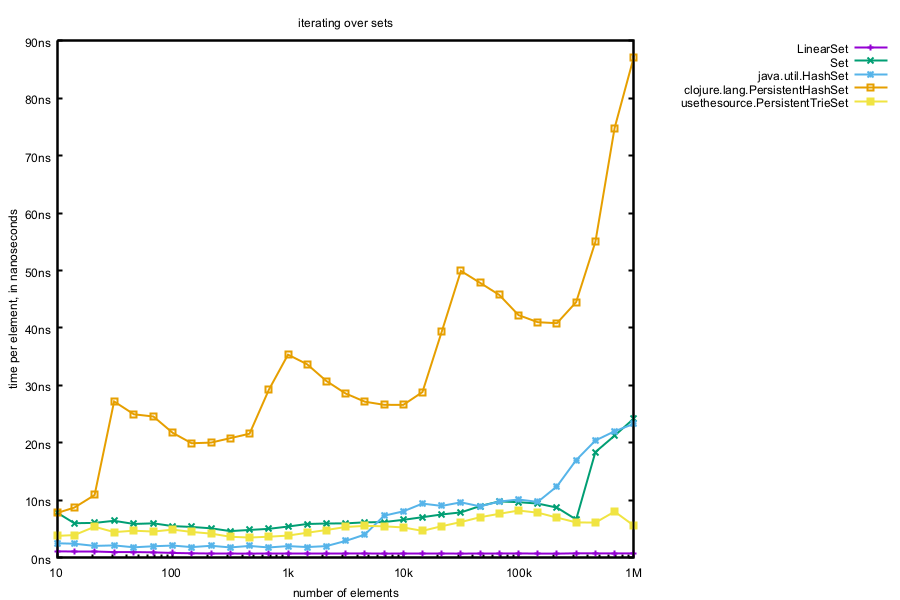 iterating over sets
90ns
80ns
70ns
60ns
50ns
40ns
30ns
20ns
10ns
0ns
time per element, in nanoseconds
10
100
1k
10k
100k
1M
number of elements
LinearSet
Set
java.util.HashSet
clojure.lang.PersistentHashSet
usethesource.PersistentTrieSet